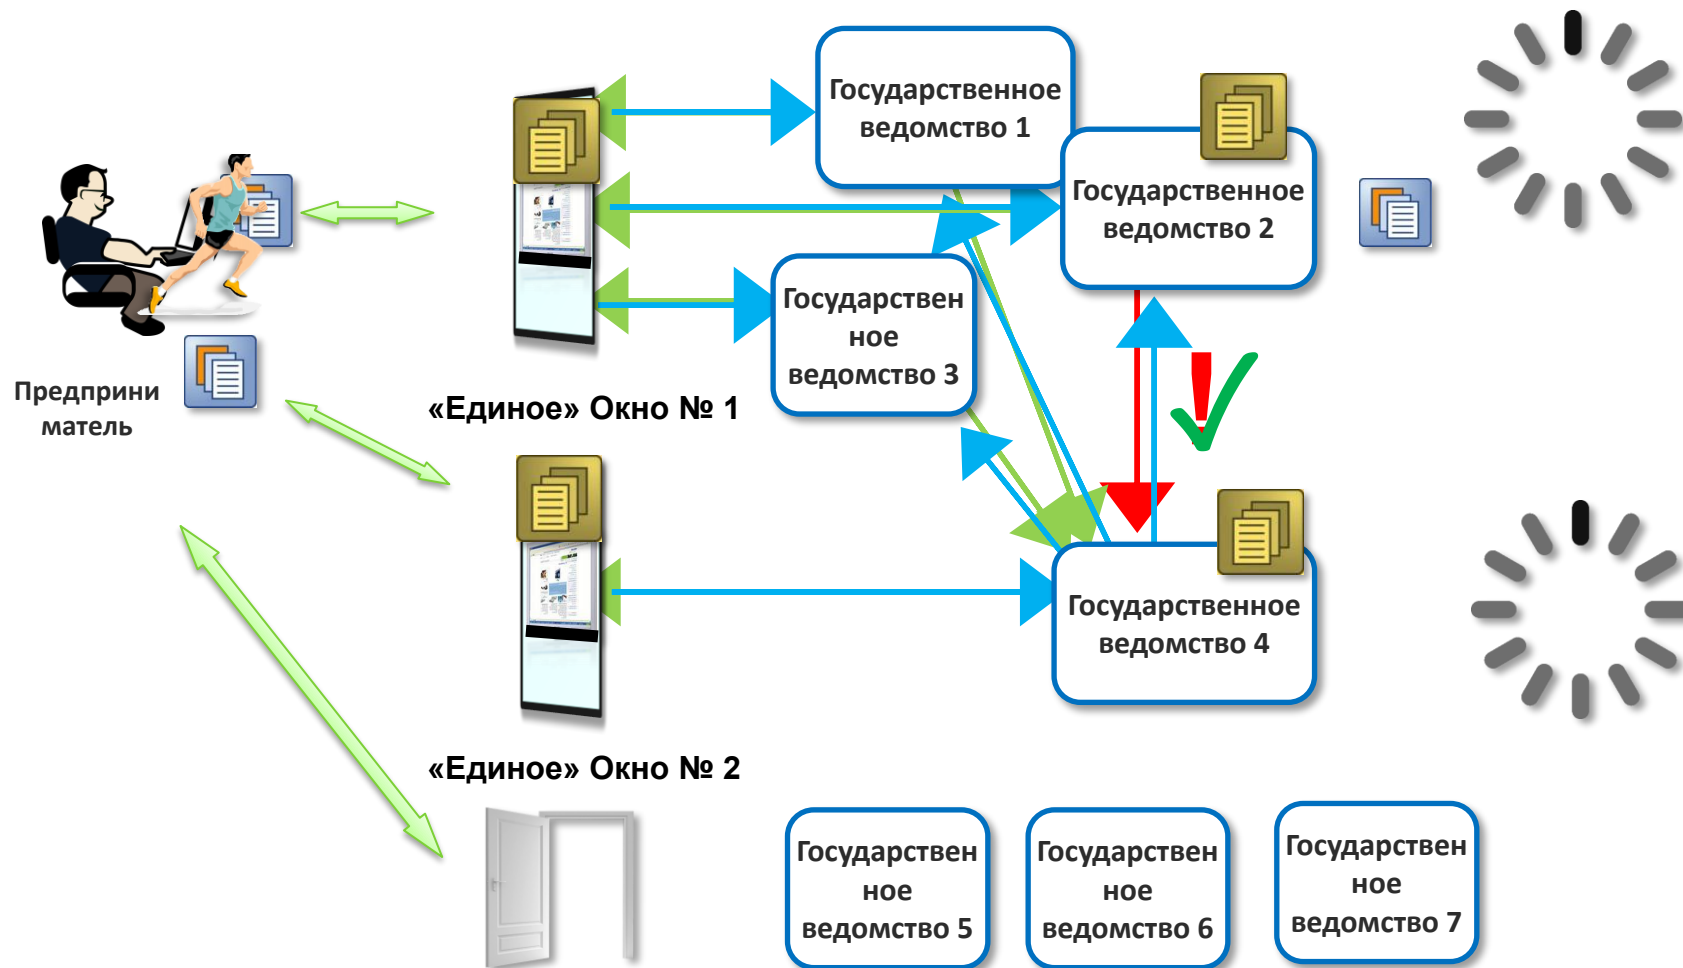 Государственное
ведомство 1
Государственное
ведомство 2
Государствен
ное
ведомство 3
Предприни
матель
«Единое» Окно № 1
Государственное
ведомство 4
«Единое» Окно № 2
Государствен
ное
ведомство 5
Государствен
ное
ведомство 6
Государствен
ное
ведомство 7